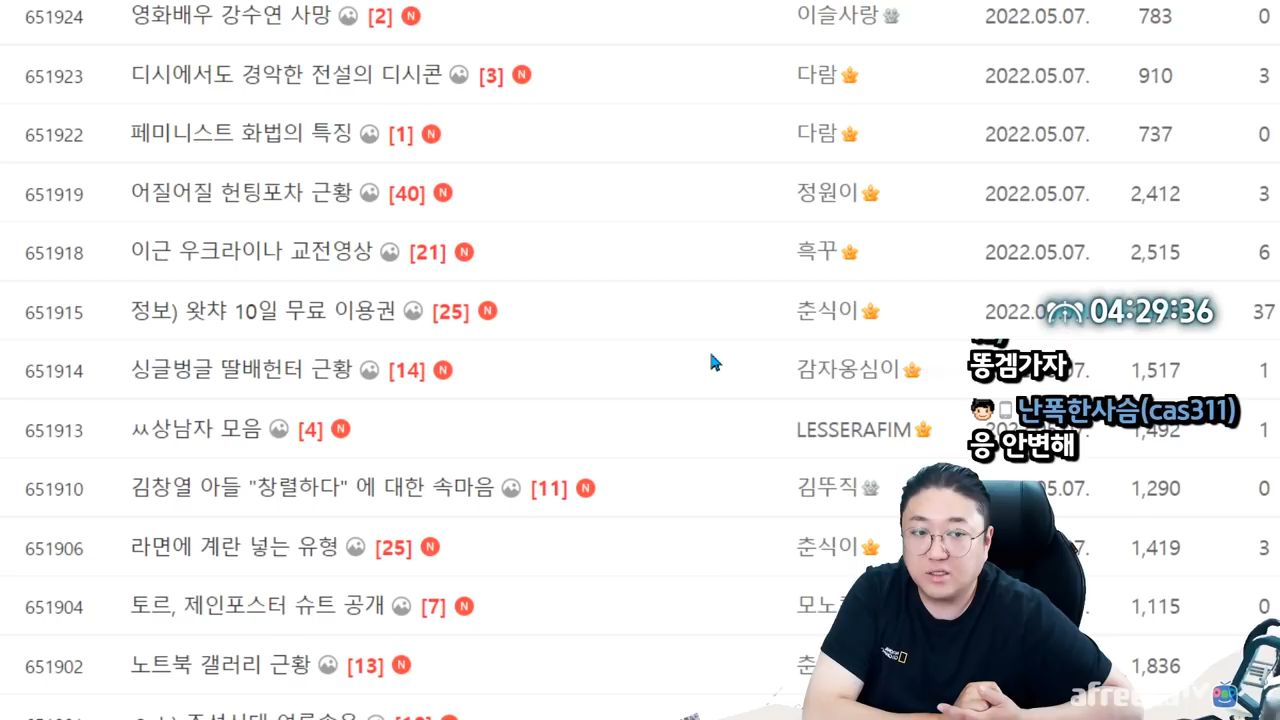 651924 영화배우 강수연 사망 [2] N 이슬사랑 2022.05.07. 783 0
651923 디시에서도 경악한 전설의 디시콘 [3] N 다람 2022.05.07. 910 3
651922 페미니스트 화법의 특징 [1] N 다람 2022.05.07. 737 0
651919 어질어질 헌팅포차 근황 [40] N 정원이 2022.05.07. 2,412 3
651918 이근 우크라이나 교전영상 [21] N 흑꾸 2022.05.07. 2,515 6
651915 정보) 왓챠 10일 무료 이용권 [25] N 춘식이 37
04:29:36
651914 싱글벙글 딸배헌터 근황 [14] N 감자옹심이 1,517 1
똥겜가자
난폭한사슴(cas311)
651913 ㅆ상남자 모음 [4] N LESSERAFIM 1,492 1
응 안변해
651910 김창열 아들 "창렬하다" 에 대한 속마음 [11] N 김뚜직 1,290 0
651906 라면에 계란 넣는 유형 [25] N 춘식이 1,419 3
651904 토르, 제인포스터 슈트 공개 [7] N 1,115 0
651902 노트북 갤러리 근황 [13] N 1,836